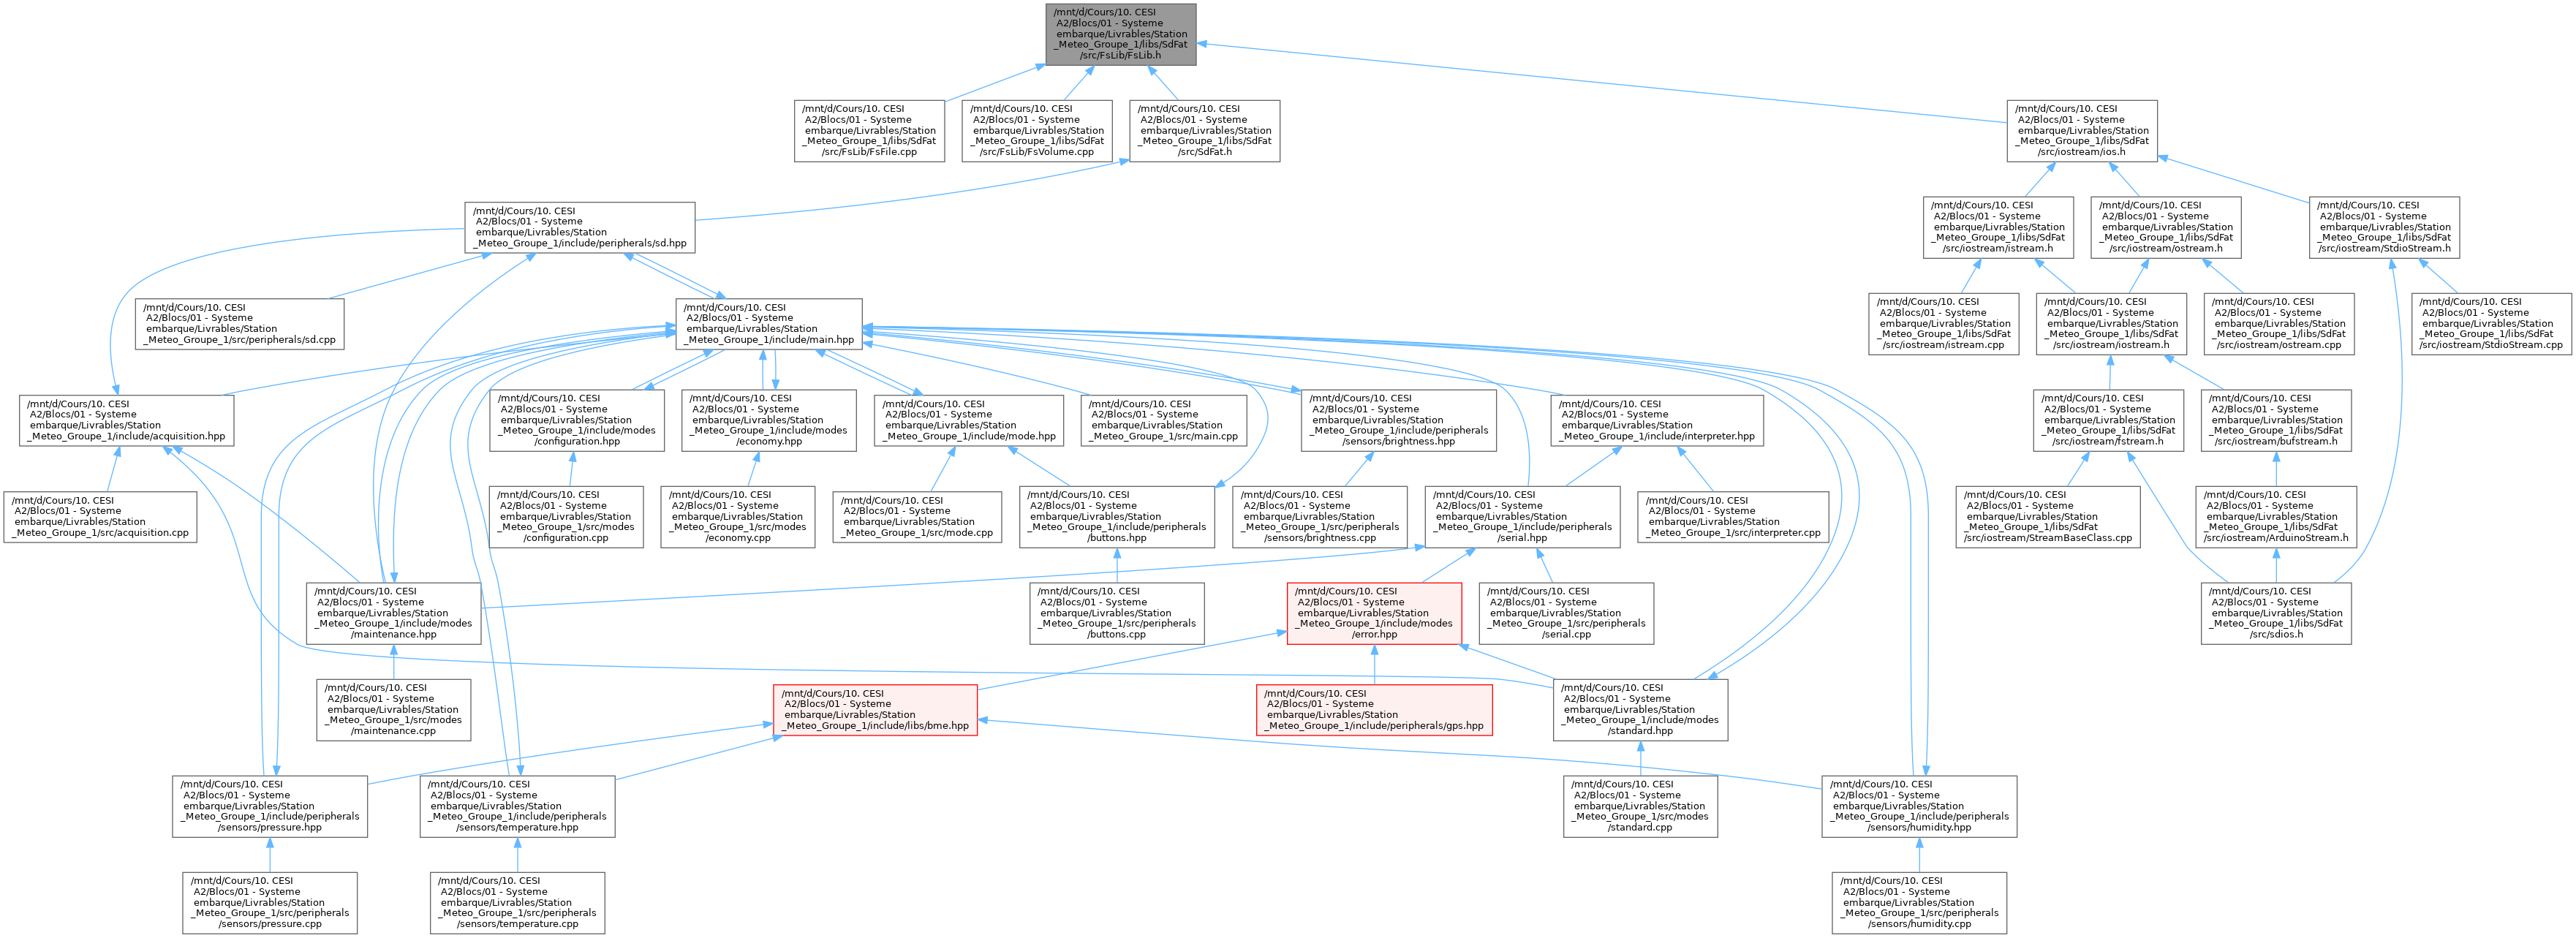 /mnt/d/Cours/10. CESI
A2/Blocs/01 - Systeme
embarque/Livrables/Station
_Meteo_Groupe_1/libs/SdFat
/src/FsLib/FsLib.h
/mnt/d/Cours/10. CESI
A2/Blocs/01 - Systeme
embarque/Livrables/Station
_Meteo_Groupe_1/libs/SdFat
/src/FsLib/FsFile.cpp
/mnt/d/Cours/10. CESI
A2/Blocs/01 - Systeme
embarque/Livrables/Station
_Meteo_Groupe_1/libs/SdFat
/src/FsLib/FsVolume.cpp
/mnt/d/Cours/10. CESI
A2/Blocs/01 - Systeme
embarque/Livrables/Station
_Meteo_Groupe_1/libs/SdFat
/src/SdFat.h
/mnt/d/Cours/10. CESI
A2/Blocs/01 - Systeme
embarque/Livrables/Station
_Meteo_Groupe_1/libs/SdFat
/src/iostream/ios.h
/mnt/d/Cours/10. CESI
A2/Blocs/01 - Systeme
embarque/Livrables/Station
_Meteo_Groupe_1/include/peripherals/sd.hpp
/mnt/d/Cours/10. CESI
A2/Blocs/01 - Systeme
embarque/Livrables/Station
_Meteo_Groupe_1/libs/SdFat
/src/iostream/istream.h
/mnt/d/Cours/10. CESI
A2/Blocs/01 - Systeme
embarque/Livrables/Station
_Meteo_Groupe_1/libs/SdFat
/src/iostream/ostream.h
/mnt/d/Cours/10. CESI
A2/Blocs/01 - Systeme
embarque/Livrables/Station
_Meteo_Groupe_1/libs/SdFat
/src/iostream/StdioStream.h
/mnt/d/Cours/10. CESI
A2/Blocs/01 - Systeme
embarque/Livrables/Station
_Meteo_Groupe_1/src/peripherals/sd.cpp
/mnt/d/Cours/10. CESI
A2/Blocs/01 - Systeme
embarque/Livrables/Station
_Meteo_Groupe_1/include/main.hpp
/mnt/d/Cours/10. CESI
A2/Blocs/01 - Systeme
embarque/Livrables/Station
_Meteo_Groupe_1/libs/SdFat
/src/iostream/istream.cpp
/mnt/d/Cours/10. CESI
A2/Blocs/01 - Systeme
embarque/Livrables/Station
_Meteo_Groupe_1/libs/SdFat
/src/iostream/iostream.h
/mnt/d/Cours/10. CESI
A2/Blocs/01 - Systeme
embarque/Livrables/Station
_Meteo_Groupe_1/libs/SdFat
/src/iostream/ostream.cpp
/mnt/d/Cours/10. CESI
A2/Blocs/01 - Systeme
embarque/Livrables/Station
_Meteo_Groupe_1/libs/SdFat
/src/iostream/StdioStream.cpp
/mnt/d/Cours/10. CESI
A2/Blocs/01 - Systeme
embarque/Livrables/Station
_Meteo_Groupe_1/include/acquisition.hpp
/mnt/d/Cours/10. CESI
A2/Blocs/01 - Systeme
embarque/Livrables/Station
_Meteo_Groupe_1/include/modes
/configuration.hpp
/mnt/d/Cours/10. CESI
A2/Blocs/01 - Systeme
embarque/Livrables/Station
_Meteo_Groupe_1/include/modes
/economy.hpp
/mnt/d/Cours/10. CESI
A2/Blocs/01 - Systeme
embarque/Livrables/Station
_Meteo_Groupe_1/include/mode.hpp
/mnt/d/Cours/10. CESI
A2/Blocs/01 - Systeme
embarque/Livrables/Station
_Meteo_Groupe_1/src/main.cpp
/mnt/d/Cours/10. CESI
A2/Blocs/01 - Systeme
embarque/Livrables/Station
_Meteo_Groupe_1/include/peripherals
/sensors/brightness.hpp
/mnt/d/Cours/10. CESI
A2/Blocs/01 - Systeme
embarque/Livrables/Station
_Meteo_Groupe_1/include/interpreter.hpp
/mnt/d/Cours/10. CESI
A2/Blocs/01 - Systeme
embarque/Livrables/Station
_Meteo_Groupe_1/libs/SdFat
/src/iostream/fstream.h
/mnt/d/Cours/10. CESI
A2/Blocs/01 - Systeme
embarque/Livrables/Station
_Meteo_Groupe_1/libs/SdFat
/src/iostream/bufstream.h
/mnt/d/Cours/10. CESI
A2/Blocs/01 - Systeme
embarque/Livrables/Station
_Meteo_Groupe_1/src/acquisition.cpp
/mnt/d/Cours/10. CESI
A2/Blocs/01 - Systeme
embarque/Livrables/Station
_Meteo_Groupe_1/src/modes
/configuration.cpp
/mnt/d/Cours/10. CESI
A2/Blocs/01 - Systeme
embarque/Livrables/Station
_Meteo_Groupe_1/src/modes
/economy.cpp
/mnt/d/Cours/10. CESI
A2/Blocs/01 - Systeme
embarque/Livrables/Station
_Meteo_Groupe_1/src/mode.cpp
/mnt/d/Cours/10. CESI
A2/Blocs/01 - Systeme
embarque/Livrables/Station
_Meteo_Groupe_1/include/peripherals
/buttons.hpp
/mnt/d/Cours/10. CESI
A2/Blocs/01 - Systeme
embarque/Livrables/Station
_Meteo_Groupe_1/src/peripherals
/sensors/brightness.cpp
/mnt/d/Cours/10. CESI
A2/Blocs/01 - Systeme
embarque/Livrables/Station
_Meteo_Groupe_1/include/peripherals
/serial.hpp
/mnt/d/Cours/10. CESI
A2/Blocs/01 - Systeme
embarque/Livrables/Station
_Meteo_Groupe_1/src/interpreter.cpp
/mnt/d/Cours/10. CESI
A2/Blocs/01 - Systeme
embarque/Livrables/Station
_Meteo_Groupe_1/libs/SdFat
/src/iostream/StreamBaseClass.cpp
/mnt/d/Cours/10. CESI
A2/Blocs/01 - Systeme
embarque/Livrables/Station
_Meteo_Groupe_1/libs/SdFat
/src/iostream/ArduinoStream.h
/mnt/d/Cours/10. CESI
A2/Blocs/01 - Systeme
embarque/Livrables/Station
_Meteo_Groupe_1/include/modes
/maintenance.hpp
/mnt/d/Cours/10. CESI
A2/Blocs/01 - Systeme
embarque/Livrables/Station
_Meteo_Groupe_1/src/peripherals
/buttons.cpp
/mnt/d/Cours/10. CESI
A2/Blocs/01 - Systeme
embarque/Livrables/Station
_Meteo_Groupe_1/include/modes
/error.hpp
/mnt/d/Cours/10. CESI
A2/Blocs/01 - Systeme
embarque/Livrables/Station
_Meteo_Groupe_1/src/peripherals
/serial.cpp
/mnt/d/Cours/10. CESI
A2/Blocs/01 - Systeme
embarque/Livrables/Station
_Meteo_Groupe_1/libs/SdFat
/src/sdios.h
/mnt/d/Cours/10. CESI
A2/Blocs/01 - Systeme
embarque/Livrables/Station
_Meteo_Groupe_1/src/modes
/maintenance.cpp
/mnt/d/Cours/10. CESI
A2/Blocs/01 - Systeme
embarque/Livrables/Station
_Meteo_Groupe_1/include/libs/bme.hpp
/mnt/d/Cours/10. CESI
A2/Blocs/01 - Systeme
embarque/Livrables/Station
_Meteo_Groupe_1/include/peripherals/gps.hpp
/mnt/d/Cours/10. CESI
A2/Blocs/01 - Systeme
embarque/Livrables/Station
_Meteo_Groupe_1/include/modes
/standard.hpp
/mnt/d/Cours/10. CESI
A2/Blocs/01 - Systeme
embarque/Livrables/Station
_Meteo_Groupe_1/include/peripherals
/sensors/pressure.hpp
/mnt/d/Cours/10. CESI
A2/Blocs/01 - Systeme
embarque/Livrables/Station
_Meteo_Groupe_1/include/peripherals
/sensors/temperature.hpp
/mnt/d/Cours/10. CESI
A2/Blocs/01 - Systeme
embarque/Livrables/Station
_Meteo_Groupe_1/src/modes
/standard.cpp
/mnt/d/Cours/10. CESI
A2/Blocs/01 - Systeme
embarque/Livrables/Station
_Meteo_Groupe_1/include/peripherals
/sensors/humidity.hpp
/mnt/d/Cours/10. CESI
A2/Blocs/01 - Systeme
embarque/Livrables/Station
_Meteo_Groupe_1/src/peripherals
/sensors/pressure.cpp
/mnt/d/Cours/10. CESI
A2/Blocs/01 - Systeme
embarque/Livrables/Station
_Meteo_Groupe_1/src/peripherals
/sensors/temperature.cpp
/mnt/d/Cours/10. CESI
A2/Blocs/01 - Systeme
embarque/Livrables/Station
_Meteo_Groupe_1/src/peripherals
/sensors/humidity.cpp